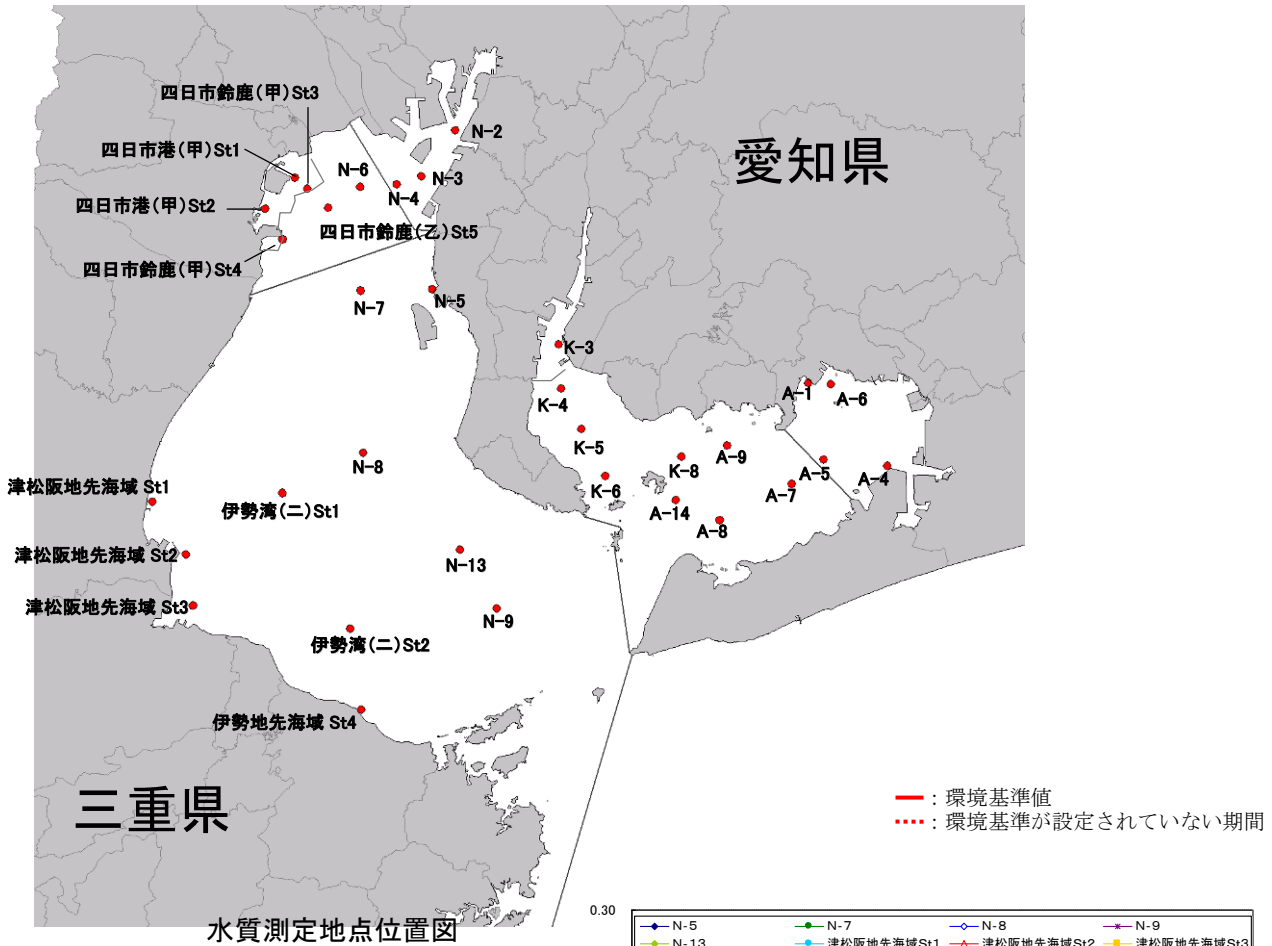 四日市鈴鹿(甲)St3
N-2
四日市港(甲)St1
愛知県
N-6
N-3
N-4
四日市港(甲)St2
四日市鈴鹿(乙)St5
四日市鈴鹿(甲)St4
N-7
N-5
K-3
K-4
A-1
A-6
K-5
N-8
K-8
A-9
A-5
A-4
津松阪地先海域 St1
伊勢湾(二)St1
K-6
A-14
A-7
A-8
津松阪地先海域 St2
N-13
津松阪地先海域 St3
N-9
伊勢湾(二)St2
伊勢地先海域 St4
三重県
:環境基準値
:環境基準が設定されていない期間
水質測定地点位置図
0.30
N-5 N-7 N-8 N-9
N-13 津松阪地先海域St1 津松阪地先海域St2 津松阪地先海域St3